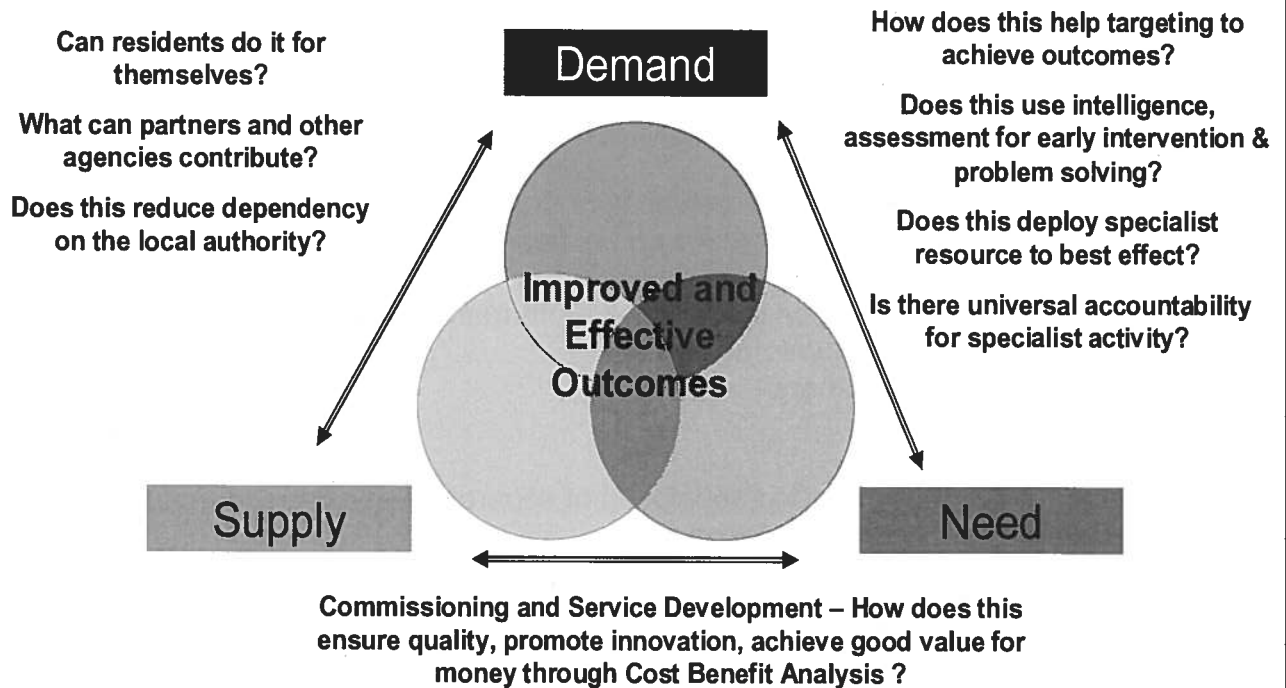 Can residents do it for
themselves?
What can partners and other
agencies contribute?
Does this reduce dependency
on the local authority?
Demand
How does this help targeting to
achieve outcomes?
Does this use intelligence,
assessment for early intervention &
problem solving?
Does this deploy specialist
resource to best effect?
Is there universal accountability
for specialist activity?
Improved and
Effective
Outcomes
Supply
Need
Commissioning and Service Development – How does this
ensure quality, promote innovation, achieve good value for
money through Cost Benefit Analysis ?